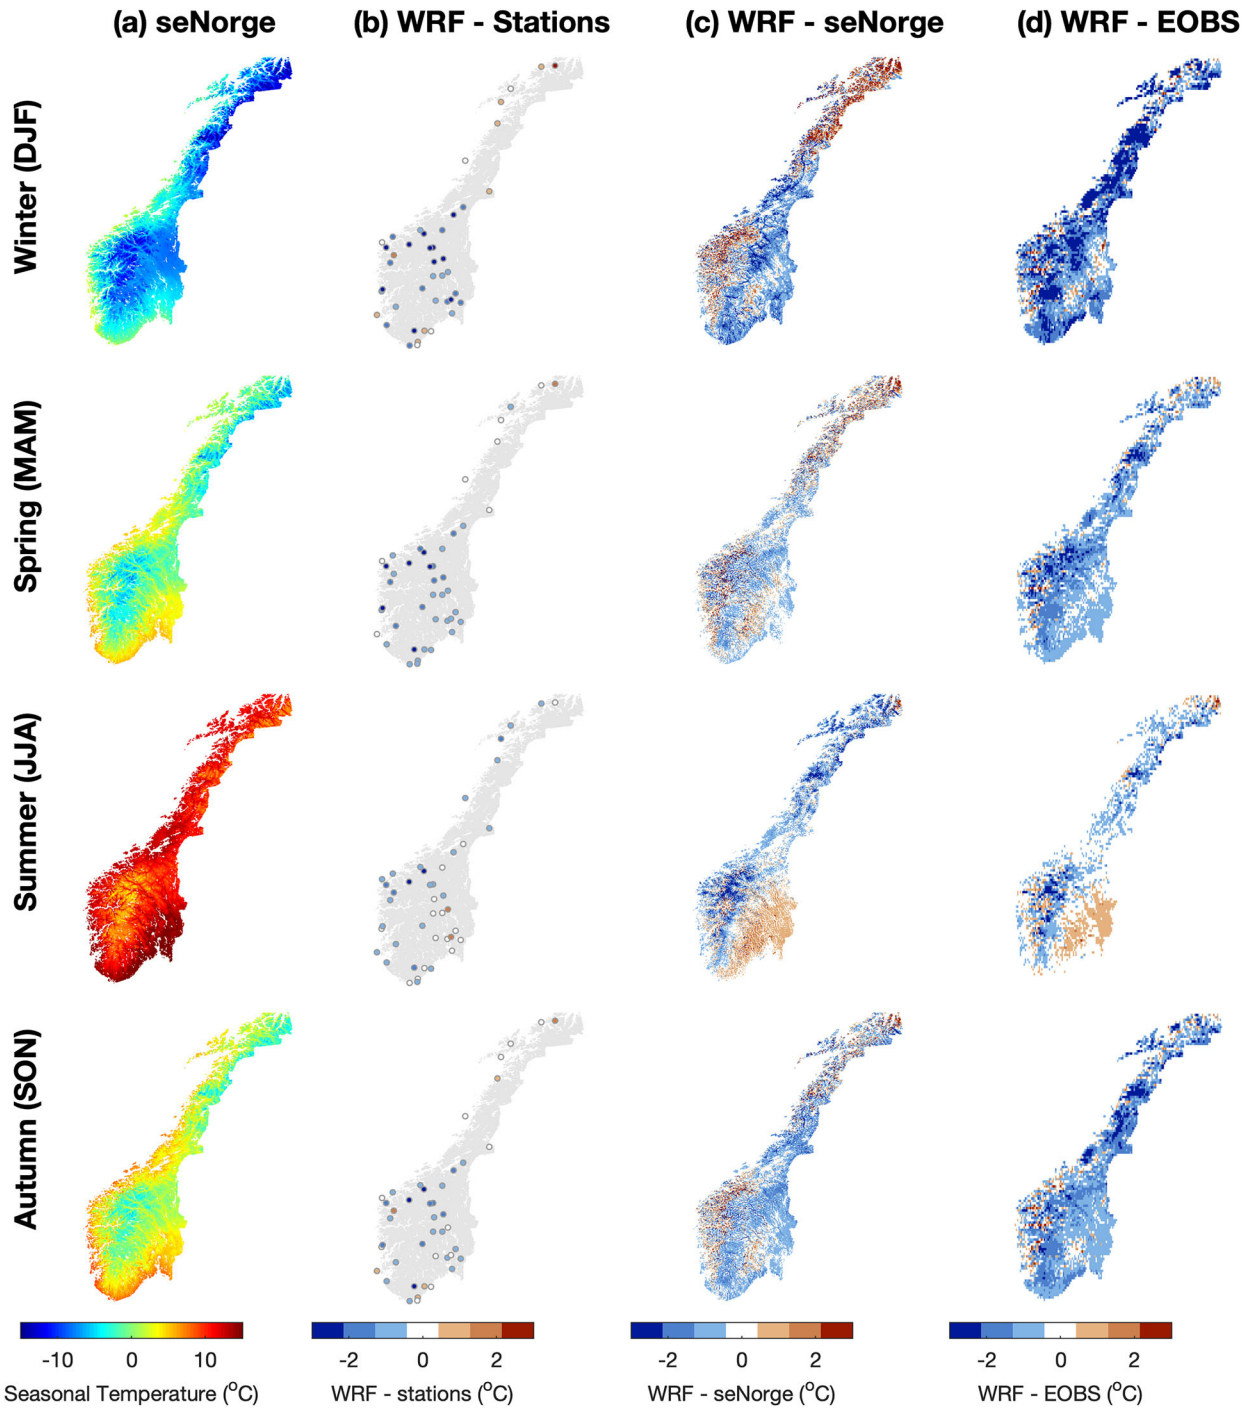 (a) seNorge (b) WRF - Stations (c) WRF - seNorge (d) WRF - EOBS
Winter (DJF)
Spring (MAM)
Summer (JJA)
Autumn (SON)
-10 0 10 -2 0 2 -2 0 2 -2 0 2
Seasonal Temperature (°C) WRF - stations (°C) WRF - seNorge (°C) WRF - EOBS (°C)